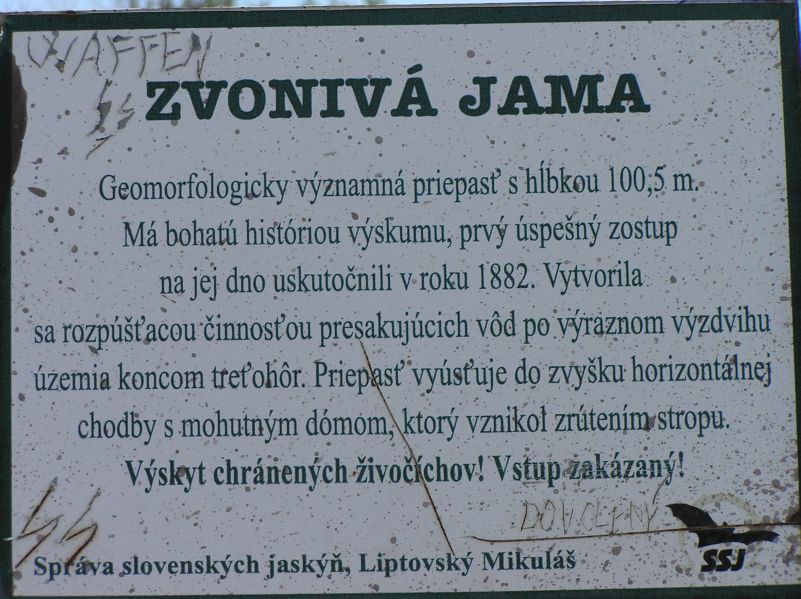 WAFFEN
SS
ZVONIVÁ JAMA
Geomorfologicky významná priepasť s hĺbkou 100,5 m.
Má bohatú históriou výskumu, prvý úspešný zostup
na jej dno uskutočnili v roku 1882. Vytvorila
sa rozpúšťacou činnosťou presakujúcich vôd po výraznom výzdvihu
územia koncom treťohôr. Priepasť vyúsťuje do zvyšku horizontálnej
chodby s mohutným dómom, ktorý vznikol zrútením stropu.
Výskyt chránených živočíchov! Vstup zakázaný!
DOVOLENÝ
SS
Správa slovenských jaskýň, Liptovský Mikuláš
SSJ